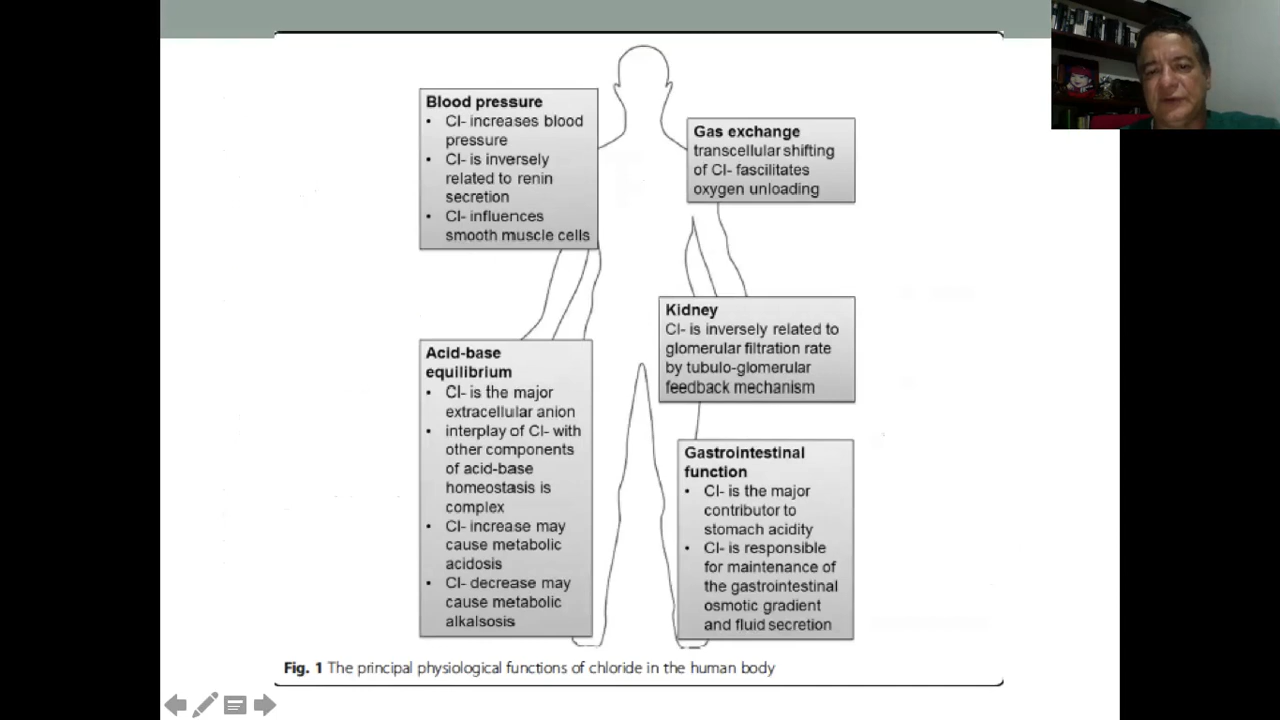 Blood pressure
• Cl- increases blood
pressure
• Cl- is inversely
related to renin
secretion
• Cl- influences
smooth muscle cells
Gas exchange
transcellular shifting
of Cl- fascilitates
oxygen unloading
Kidney
Cl- is inversely related to
glomerular filtration rate
by tubulo-glomerular
feedback mechanism
Acid-base
equilibrium
• Cl- is the major
extracellular anion
• interplay of Cl- with
other components
of acid-base
homeostasis is
complex
• Cl- increase may
cause metabolic
acidosis
• Cl- decrease may
cause metabolic
alkalsosis
Gastrointestinal
function
• Cl- is the major
contributor to
stomach acidity
• Cl- is responsible
for maintenance of
the gastrointestinal
osmotic gradient
and fluid secretion
Fig. 1 The principal physiological functions of chloride in the human body